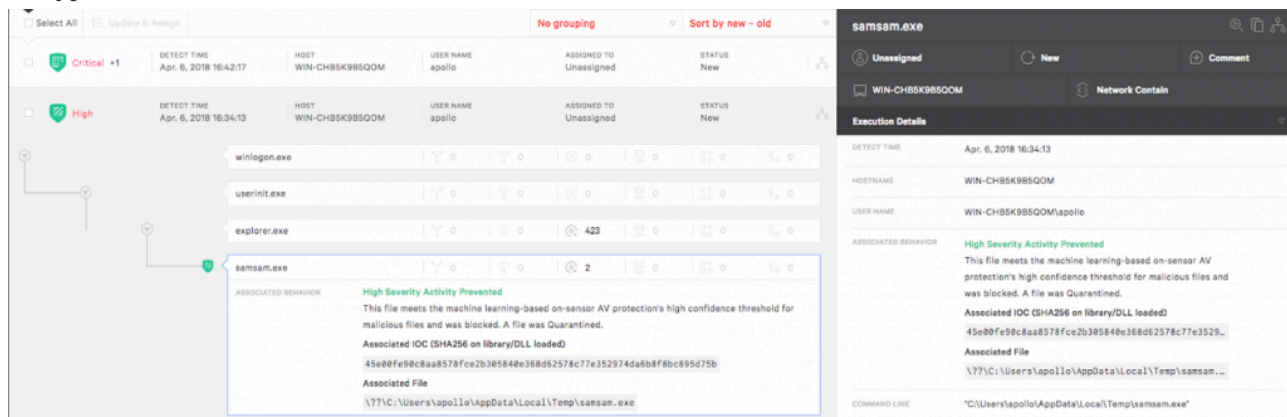 Select All Update & Assign No grouping Sort by new – old
Critical +1 DETECT TIME HOST USER NAME ASSIGNED TO STATUS
Apr. 6, 2018 16:42:17 WIN-CHB5K9B5QOM apollo Unassigned New
High DETECT TIME HOST USER NAME ASSIGNED TO STATUS
Apr. 6, 2018 16:34:13 WIN-CHB5K9B5QOM apollo Unassigned New
winlogon.exe 0 0 0 0 0 0
userinit.exe 0 0 0 0 0 0
explorer.exe 0 0 423 0 0 0
samsam.exe 0 0 2 0 0 0
ASSOCIATED BEHAVIOR High Severity Activity Prevented
This file meets the machine learning-based on-sensor AV protection's high confidence threshold for
malicious files and was blocked. A file was Quarantined.
Associated IOC (SHA256 on library/DLL loaded)
45e00fe90c8aa8578fce2b305840e368d62578c77e352974da6b8f8bc895d75b
Associated File
\??\C:\Users\apollo\AppData\Local\Temp\samsam.exe
samsam.exe
Unassigned New Comment
WIN-CHB5K9B5QOM Network Contain
Execution Details
DETECT TIME Apr. 6, 2018 16:34:13
HOSTNAME WIN-CHB5K9B5QOM
USER NAME WIN-CHB5K9B5QOM\apollo
ASSOCIATED BEHAVIOR High Severity Activity Prevented
This file meets the machine learning-based on-sensor AV
protection's high confidence threshold for malicious files and
was blocked. A file was Quarantined.
Associated IOC (SHA256 on library/DLL loaded)
45e00fe90c8aa8578fce2b305840e368d62578c77e3529…
Associated File
\??\C:\Users\apollo\AppData\Local\Temp\samsam.…
COMMAND LINE "C:\Users\apollo\AppData\Local\Temp\samsam.exe"